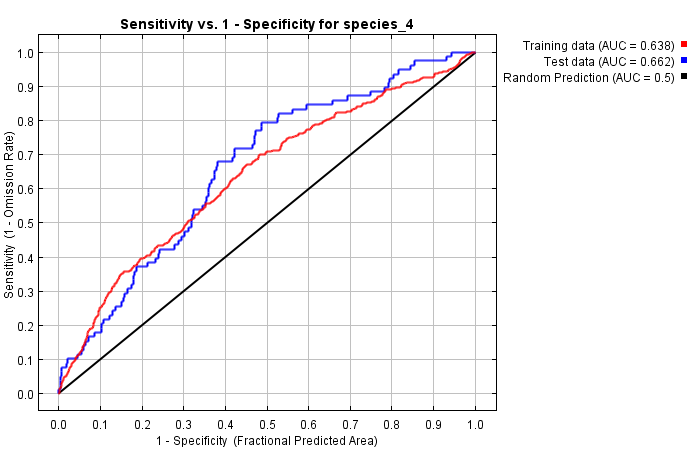 Sensitivity vs. 1 - Specificity for species_4
Training data (AUC = 0.638)
Test data (AUC = 0.662)
Random Prediction (AUC = 0.5)
Sensitivity (1 - Omission Rate)
1.0
0.9
0.8
0.7
0.6
0.5
0.4
0.3
0.2
0.1
0.0
0.0 0.1 0.2 0.3 0.4 0.5 0.6 0.7 0.8 0.9 1.0
1 - Specificity (Fractional Predicted Area)